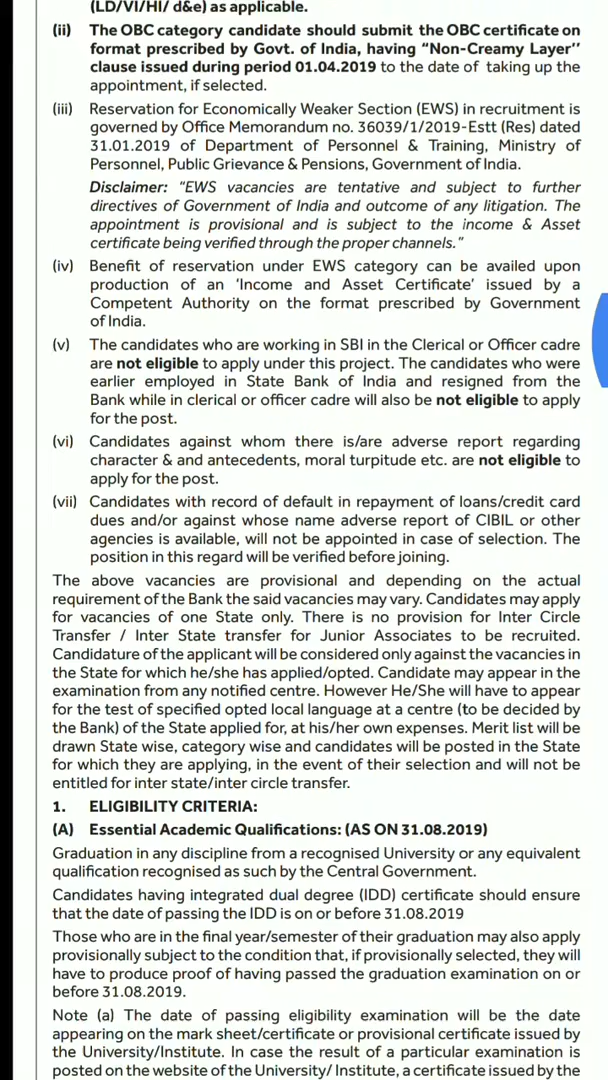 (LD/VI/HI/ d&e) as applicable.
(ii) The OBC category candidate should submit the OBC certificate on
format prescribed by Govt. of India, having “Non-Creamy Layer’’
clause issued during period 01.04.2019 to the date of taking up the
appointment, if selected.
(iii) Reservation for Economically Weaker Section (EWS) in recruitment is
governed by Office Memorandum no. 36039/1/2019-Estt (Res) dated
31.01.2019 of Department of Personnel & Training, Ministry of
Personnel, Public Grievance & Pensions, Government of India.
Disclaimer: “EWS vacancies are tentative and subject to further
directives of Government of India and outcome of any litigation. The
appointment is provisional and is subject to the income & Asset
certificate being verified through the proper channels.”
(iv) Benefit of reservation under EWS category can be availed upon
production of an ‘Income and Asset Certificate’ issued by a
Competent Authority on the format prescribed by Government
of India.
(v) The candidates who are working in SBI in the Clerical or Officer cadre
are not eligible to apply under this project. The candidates who were
earlier employed in State Bank of India and resigned from the
Bank while in clerical or officer cadre will also be not eligible to apply
for the post.
(vi) Candidates against whom there is/are adverse report regarding
character & and antecedents, moral turpitude etc. are not eligible to
apply for the post.
(vii) Candidates with record of default in repayment of loans/credit card
dues and/or against whose name adverse report of CIBIL or other
agencies is available, will not be appointed in case of selection. The
position in this regard will be verified before joining.
The above vacancies are provisional and depending on the actual
requirement of the Bank the said vacancies may vary. Candidates may apply
for vacancies of one State only. There is no provision for Inter Circle
Transfer / Inter State transfer for Junior Associates to be recruited.
Candidature of the applicant will be considered only against the vacancies in
the State for which he/she has applied/opted. Candidate may appear in the
examination from any notified centre. However He/She will have to appear
for the test of specified opted local language at a centre (to be decided by
the Bank) of the State applied for, at his/her own expenses. Merit list will be
drawn State wise, category wise and candidates will be posted in the State
for which they are applying, in the event of their selection and will not be
entitled for inter state/inter circle transfer.
1. ELIGIBILITY CRITERIA:
(A) Essential Academic Qualifications: (AS ON 31.08.2019)
Graduation in any discipline from a recognised University or any equivalent
qualification recognised as such by the Central Government.
Candidates having integrated dual degree (IDD) certificate should ensure
that the date of passing the IDD is on or before 31.08.2019
Those who are in the final year/semester of their graduation may also apply
provisionally subject to the condition that, if provisionally selected, they will
have to produce proof of having passed the graduation examination on or
before 31.08.2019.
Note (a) The date of passing eligibility examination will be the date
appearing on the mark sheet/certificate or provisional certificate issued by
the University/Institute. In case the result of a particular examination is
posted on the website of the University/ Institute, a certificate issued by the